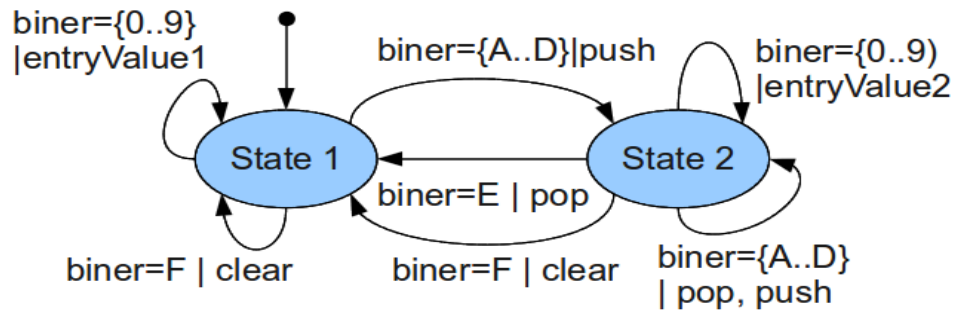 biner={0..9}
|entryValue1
biner={A..D}|push
biner={0..9)
|entryValue2
State 1
State 2
biner=E | pop
biner=F | clear
biner=F | clear
biner={A..D}
| pop, push